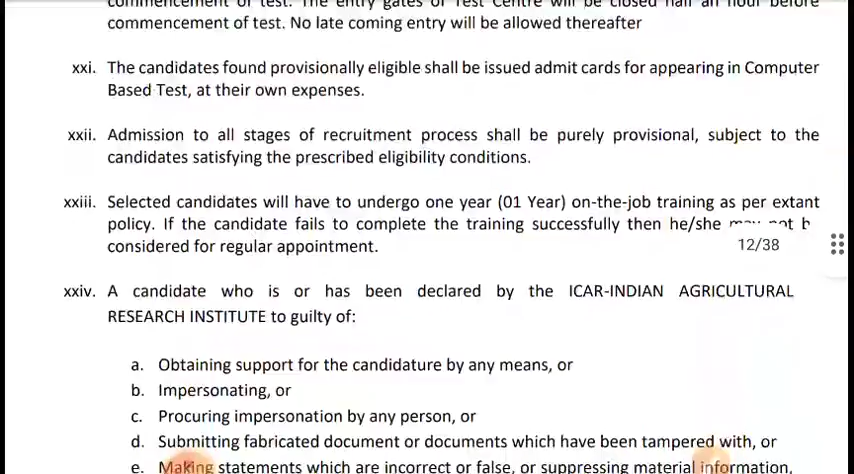 commencement of test. The entry gates of Test Centre will be closed half an hour before
commencement of test. No late coming entry will be allowed thereafter
xxi. The candidates found provisionally eligible shall be issued admit cards for appearing in Computer
Based Test, at their own expenses.
xxii. Admission to all stages of recruitment process shall be purely provisional, subject to the
candidates satisfying the prescribed eligibility conditions.
xxiii. Selected candidates will have to undergo one year (01 Year) on-the-job training as per extant
policy. If the candidate fails to complete the training successfully then he/she may not b
considered for regular appointment.
12/38
xxiv. A candidate who is or has been declared by the ICAR-INDIAN AGRICULTURAL
RESEARCH INSTITUTE to guilty of:
a. Obtaining support for the candidature by any means, or
b. Impersonating, or
c. Procuring impersonation by any person, or
d. Submitting fabricated document or documents which have been tampered with, or
e. Making statements which are incorrect or false, or suppressing material information,